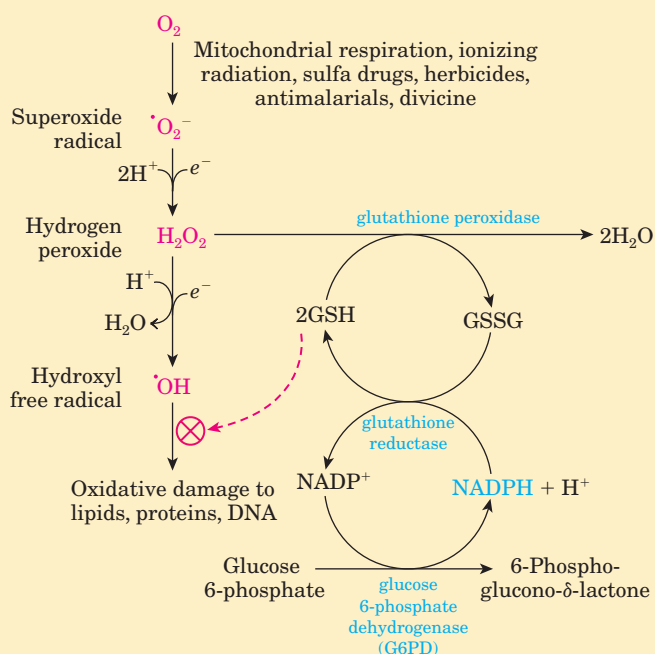 O₂
Mitochondrial respiration, ionizing
radiation, sulfa drugs, herbicides,
antimalarials, divicine
Superoxide
radical
•O₂⁻
2H⁺
e⁻
Hydrogen
peroxide
H₂O₂
glutathione peroxidase
2H₂O
H⁺
e⁻
H₂O
2GSH
GSSG
Hydroxyl
free radical
•OH
glutathione
reductase
Oxidative damage to
lipids, proteins, DNA
NADP⁺
NADPH + H⁺
Glucose
6-phosphate
glucose
6-phosphate
dehydrogenase
(G6PD)
6-Phospho-
glucono-δ-lactone